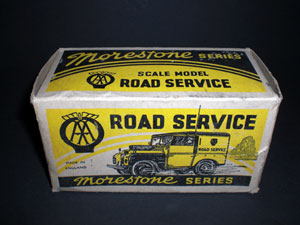 Morestone SERIES
AA
SCALE MODEL
ROAD SERVICE
AA
ROAD SERVICE
MADE IN
ENGLAND
ROAD SERVICE
Morestone SERIES